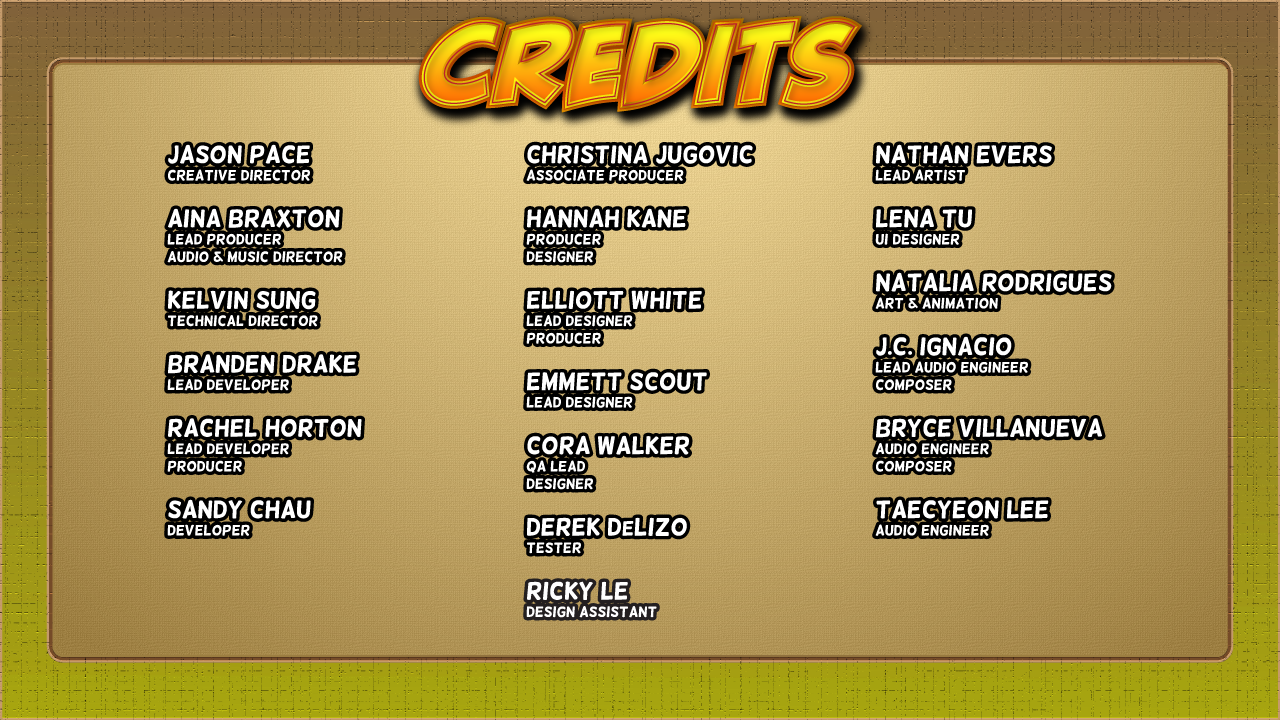 CREDITS
JASON PACE
CREATIVE DIRECTOR
AINA BRAXTON
LEAD PRODUCER
AUDIO & MUSIC DIRECTOR
KELVIN SUNG
TECHNICAL DIRECTOR
BRANDEN DRAKE
LEAD DEVELOPER
RACHEL HORTON
LEAD DEVELOPER
PRODUCER
SANDY CHAU
DEVELOPER
CHRISTINA JUGOVIC
ASSOCIATE PRODUCER
HANNAH KANE
PRODUCER
DESIGNER
ELLIOTT WHITE
LEAD DESIGNER
PRODUCER
EMMETT SCOUT
LEAD DESIGNER
CORA WALKER
QA LEAD
DESIGNER
DEREK DeLIZO
TESTER
RICKY LE
DESIGN ASSISTANT
NATHAN EVERS
LEAD ARTIST
LENA TU
UI DESIGNER
NATALIA RODRIGUES
ART & ANIMATION
J.C. IGNACIO
LEAD AUDIO ENGINEER
COMPOSER
BRYCE VILLANUEVA
AUDIO ENGINEER
COMPOSER
TAECYEON LEE
AUDIO ENGINEER